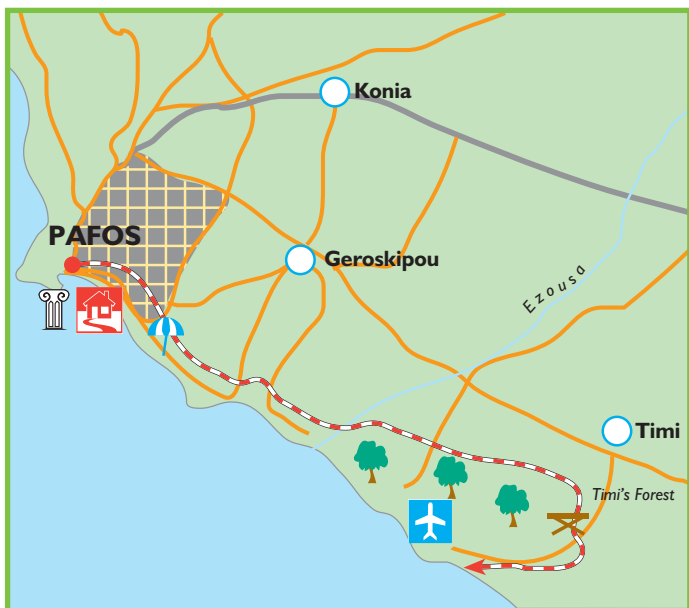 Konia
PAFOS
Geroskipou
Ezousa
Timi
Timi's Forest